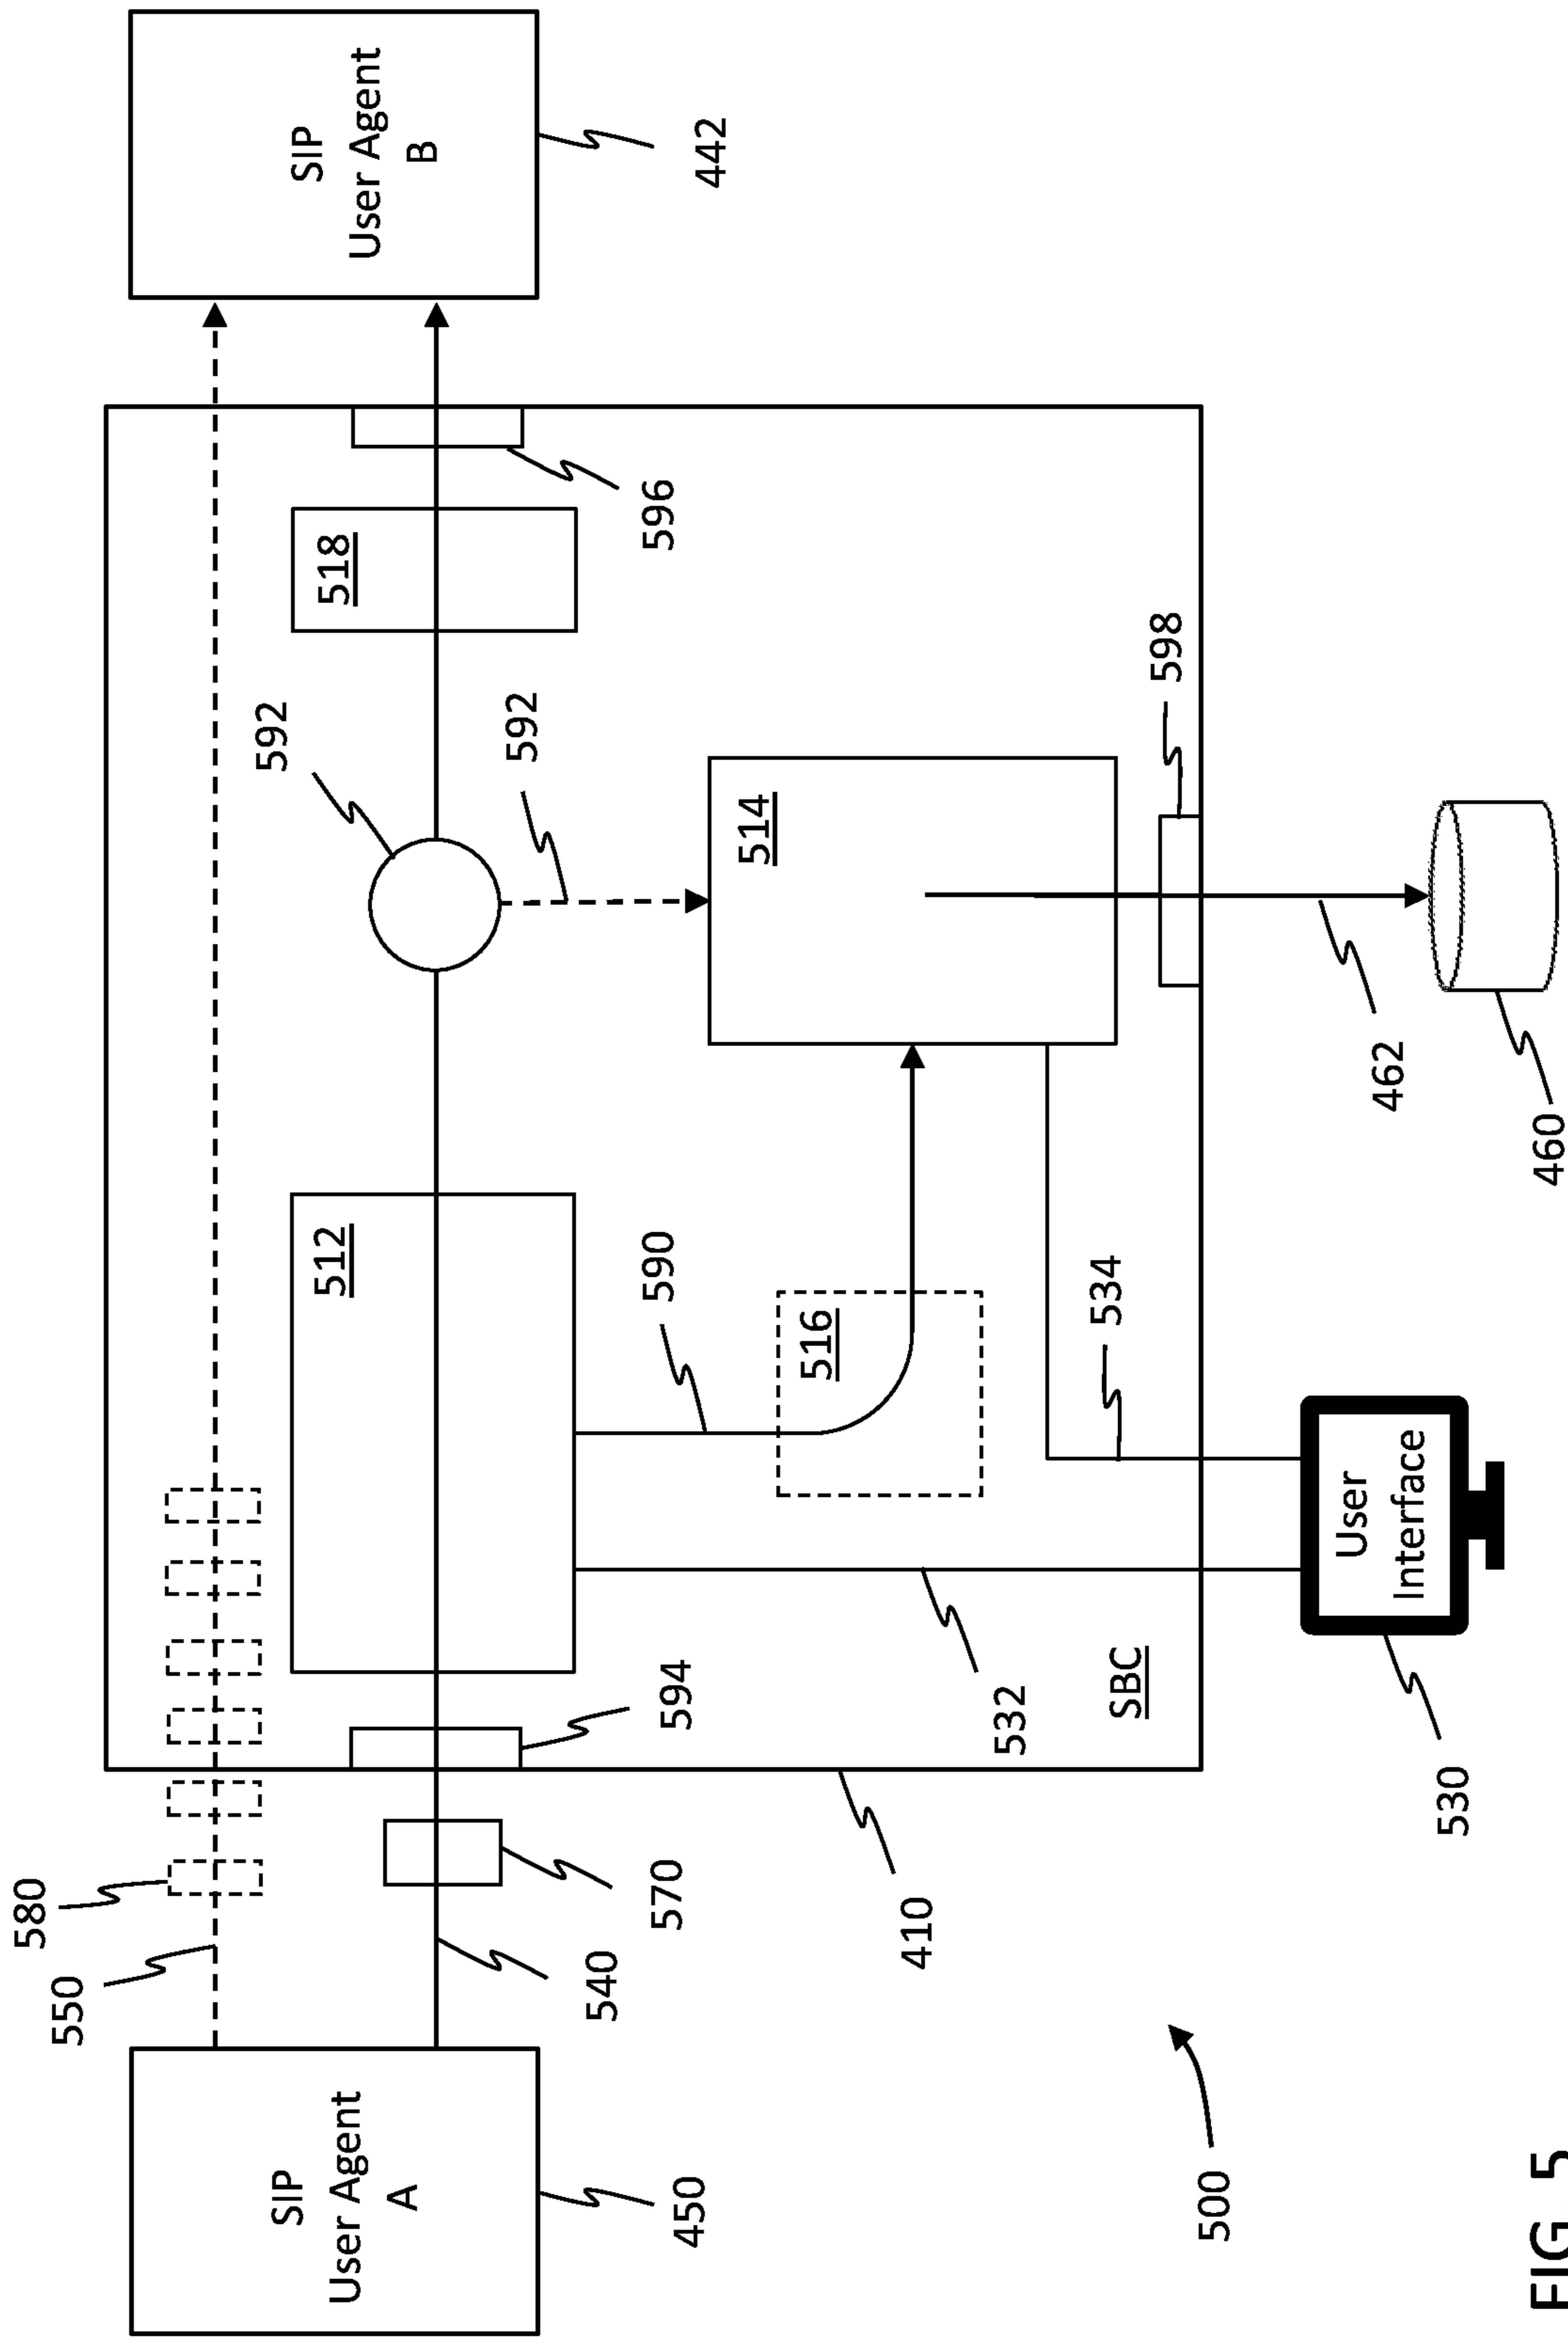 SIP
User Agent
A
450
SIP
User Agent
B
442
550
580
540
570
594
512
592
592
518
596
590
516
514
598
532
534
SBC
410
User
Interface
530
462
460
500
FIG. 5